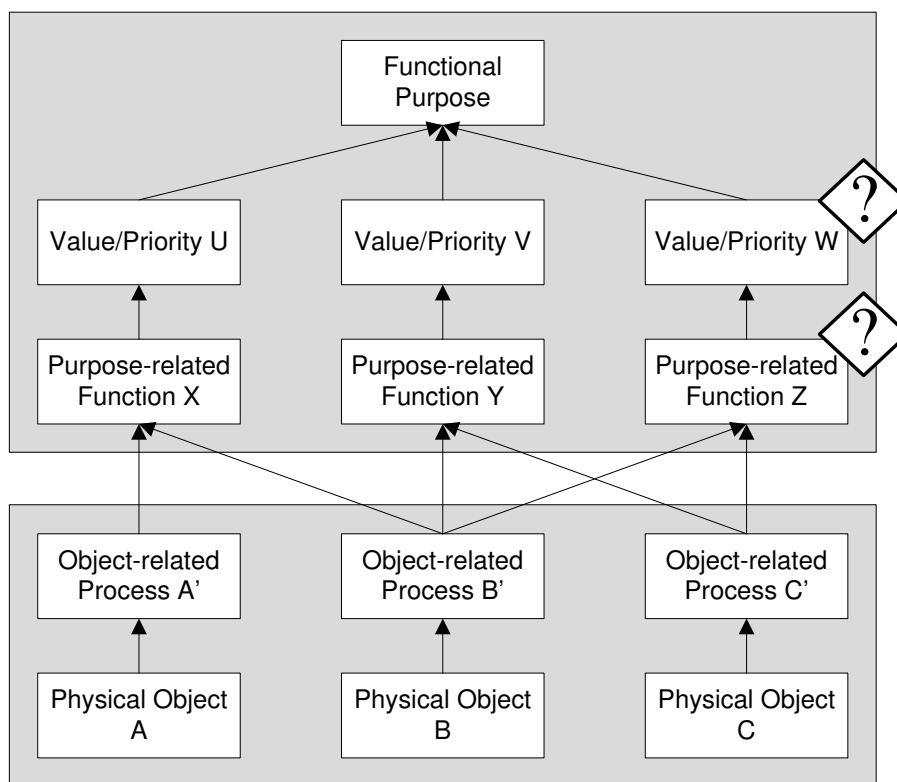 Functional
Purpose
?
Value/Priority U
Value/Priority V
Value/Priority W
?
Purpose-related
Function X
Purpose-related
Function Y
Purpose-related
Function Z
Object-related
Process A’
Object-related
Process B’
Object-related
Process C’
Physical Object
A
Physical Object
B
Physical Object
C